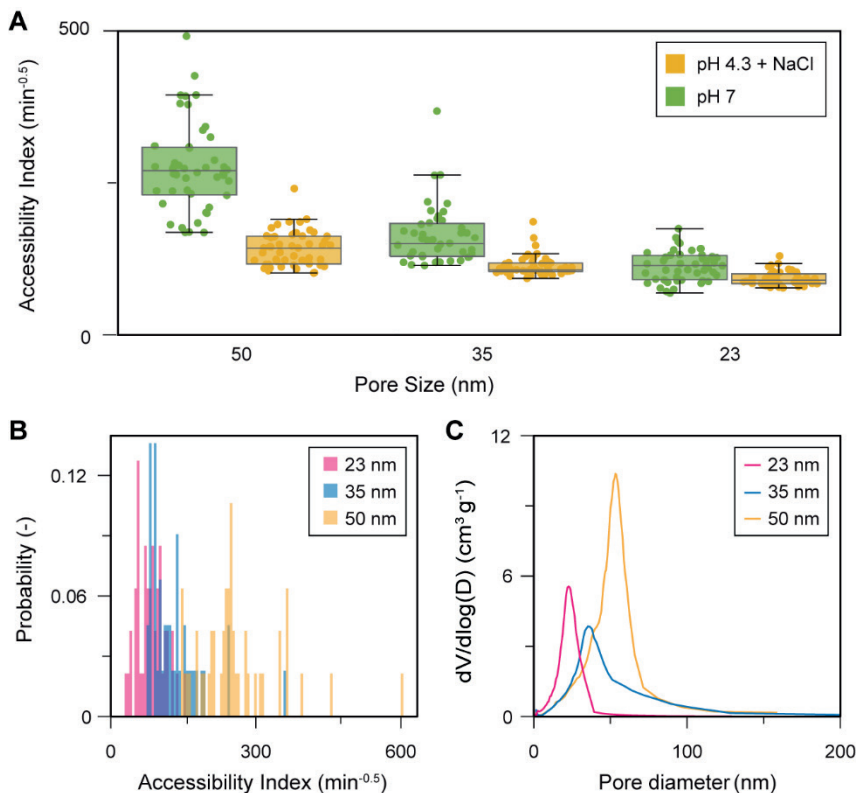 A
500
0
Accessibility Index (min⁻⁰·⁵)
pH 4.3 + NaCl
pH 7
50
35
23
Pore Size (nm)
B
0.12
0.06
0
Probability (-)
23 nm
35 nm
50 nm
0
300
600
Accessibility Index (min⁻⁰·⁵)
C
12
6
0
dV/dlog(D) (cm³ g⁻¹)
23 nm
35 nm
50 nm
0
100
200
Pore diameter (nm)